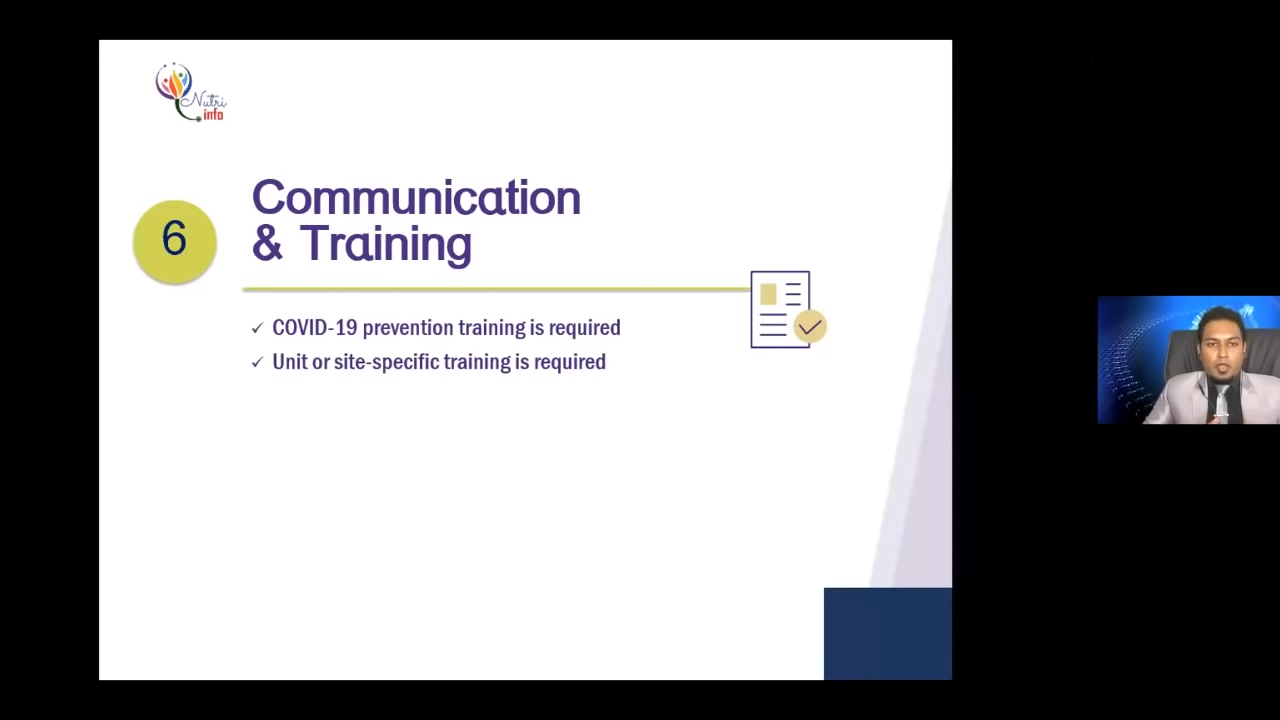 Nutri
info
6
Communication
& Training
✓ COVID-19 prevention training is required
✓ Unit or site-specific training is required